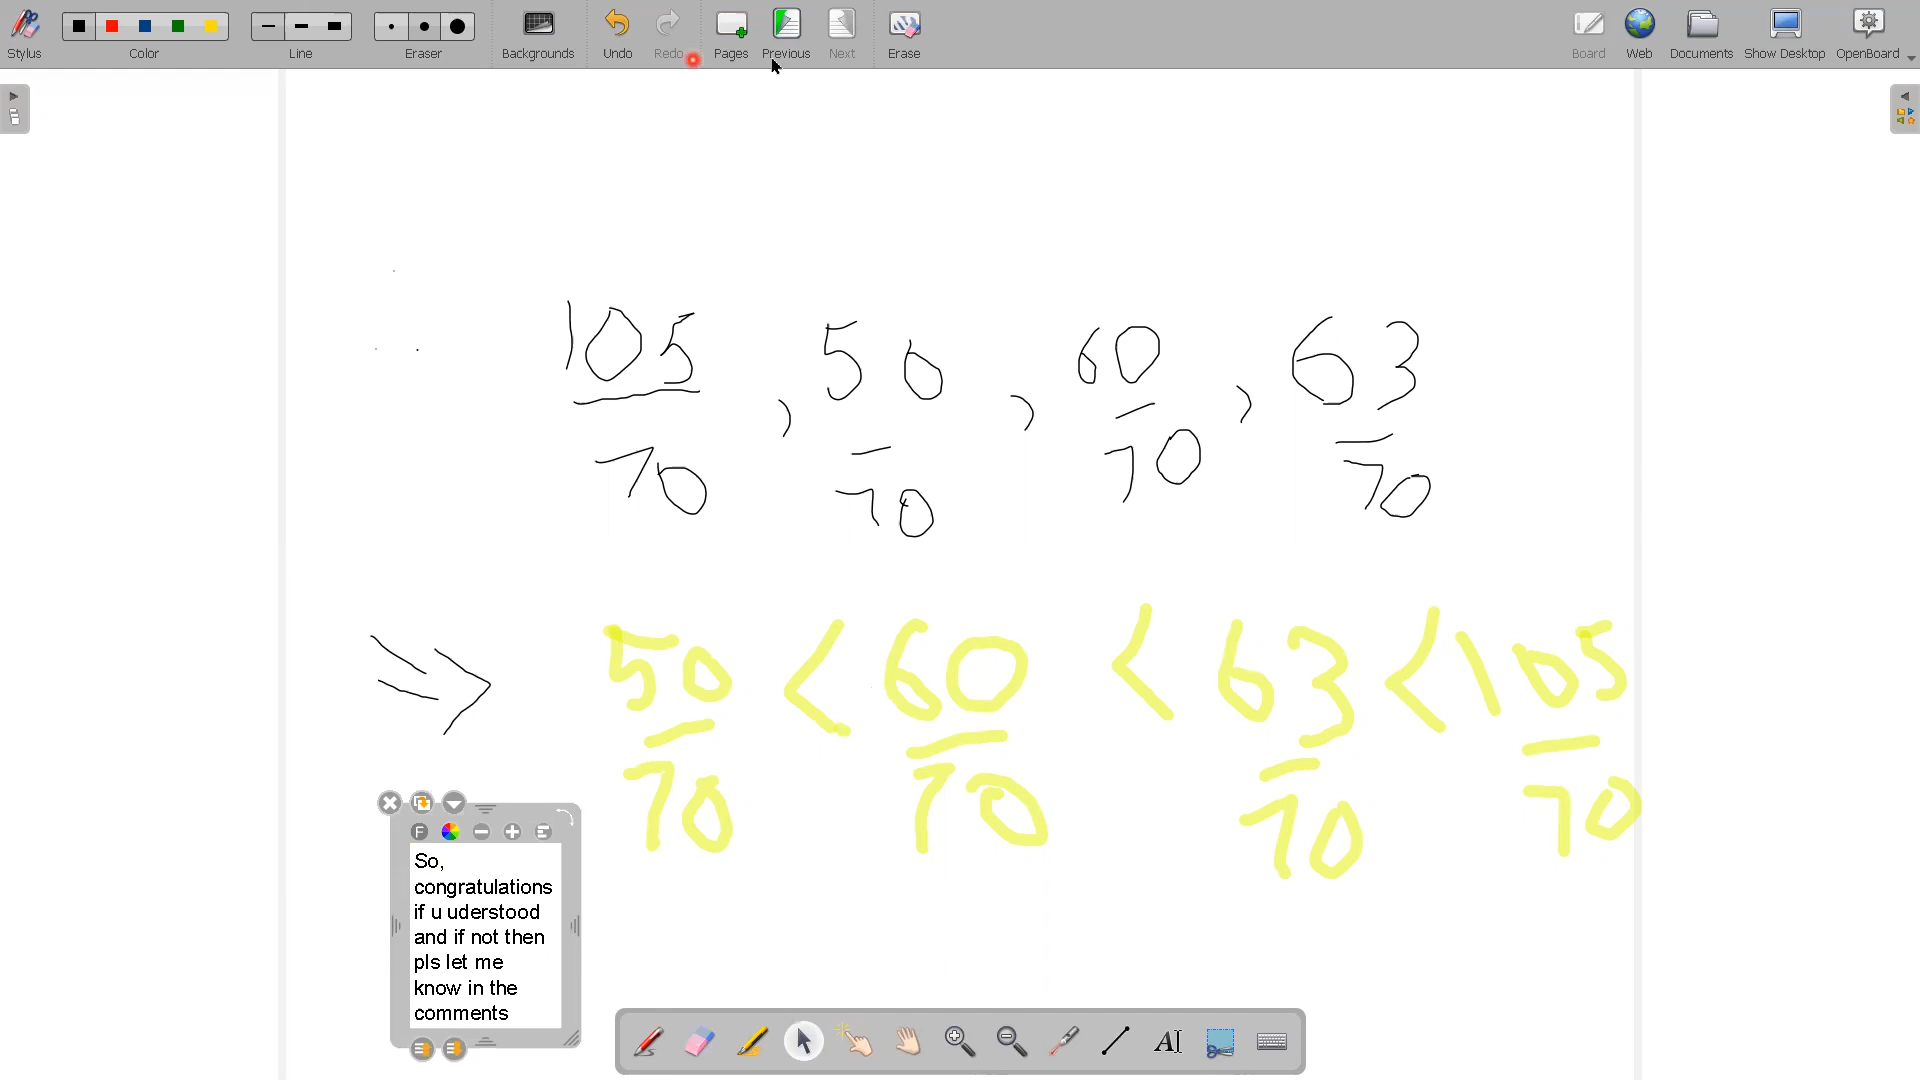 Stylus Color Line Eraser Backgrounds Undo Redo Pages Previous Next Erase Board Web Documents Show Desktop OpenBoard
105 , 50 , 60 , 63
70 70 70 70
50 < 60 < 63 < 105
70 70 70 70
F
So,
congratulations
if u uderstood
and if not then
pls let me
know in the
comments
AI